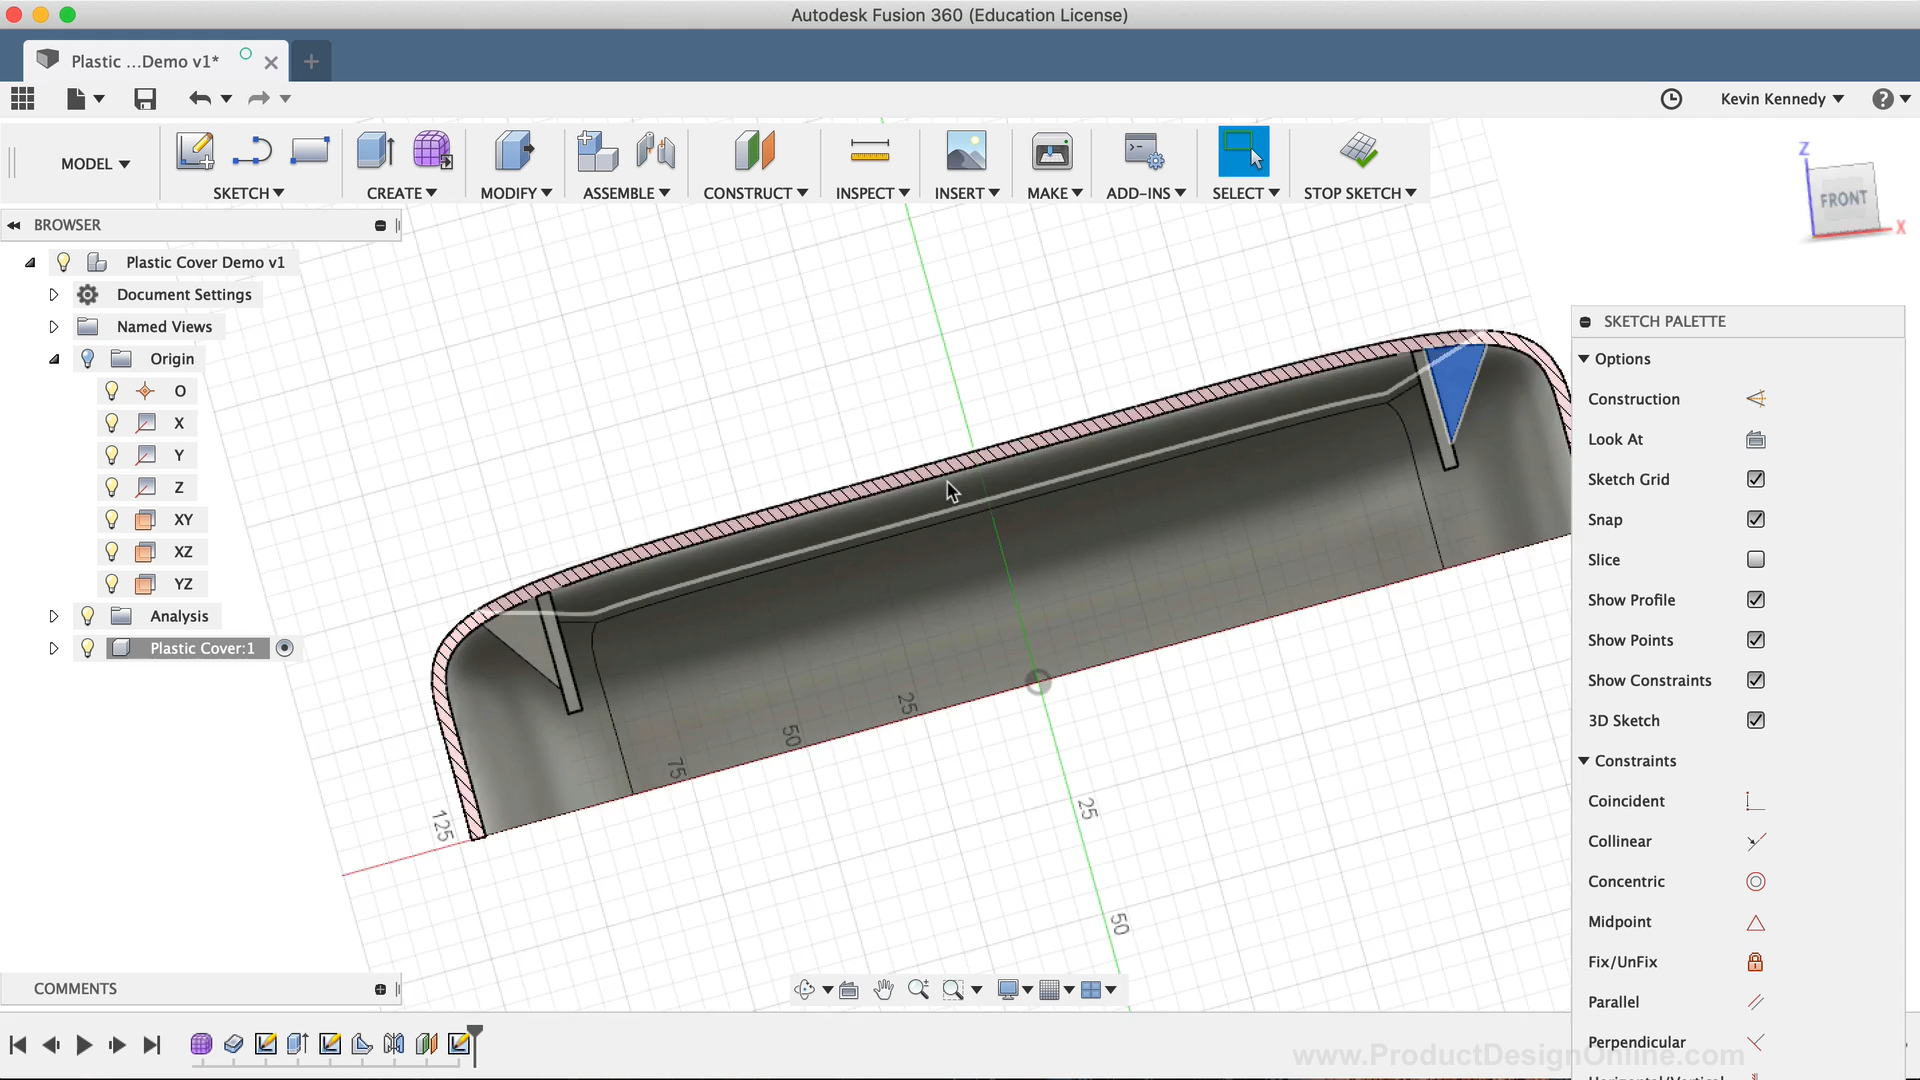 Autodesk Fusion 360 (Education License)
Plastic ...Demo v1*
Kevin Kennedy
?
MODEL
SKETCH
CREATE
MODIFY
ASSEMBLE
CONSTRUCT
INSPECT
INSERT
MAKE
ADD-INS
SELECT
STOP SKETCH
Z
FRONT
X
BROWSER
Plastic Cover Demo v1
Document Settings
Named Views
Origin
O
X
Y
Z
XY
XZ
YZ
Analysis
Plastic Cover:1
SKETCH PALETTE
Options
Construction
Look At
Sketch Grid
Snap
Slice
Show Profile
Show Points
Show Constraints
3D Sketch
Constraints
Coincident
Collinear
Concentric
Midpoint
Fix/UnFix
Parallel
Perpendicular
25
50
75
125
25
50
COMMENTS
www.ProductDesignOnline.com